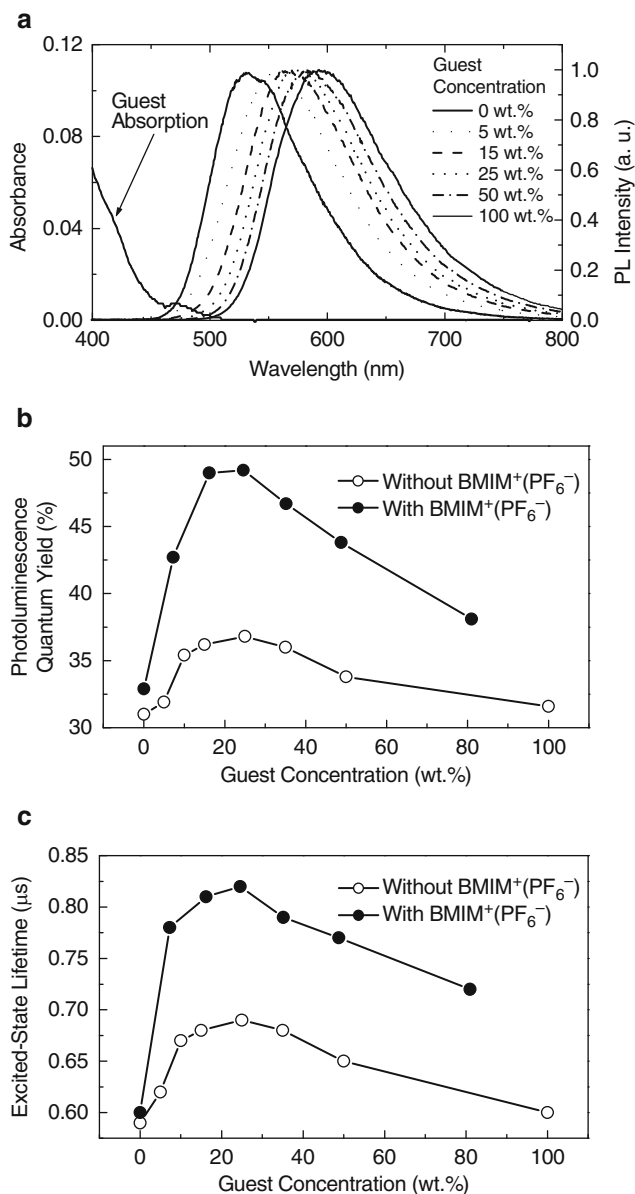 a
0.12
0.08
0.04
0.00
Absorbance
Guest
Absorption
Guest
Concentration
0 wt.%
5 wt.%
15 wt.%
25 wt.%
50 wt.%
100 wt.%
1.0
0.8
0.6
0.4
0.2
0.0
PL Intensity (a. u.)
400 500 600 700 800
Wavelength (nm)
b
50
45
40
35
30
Photoluminescence
Quantum Yield (%)
Without BMIM⁺(PF₆⁻)
With BMIM⁺(PF₆⁻)
0 20 40 60 80 100
Guest Concentration (wt.%)
c
0.85
0.80
0.75
0.70
0.65
0.60
Excited-State Lifetime (μs)
Without BMIM⁺(PF₆⁻)
With BMIM⁺(PF₆⁻)
0 20 40 60 80 100
Guest Concentration (wt.%)